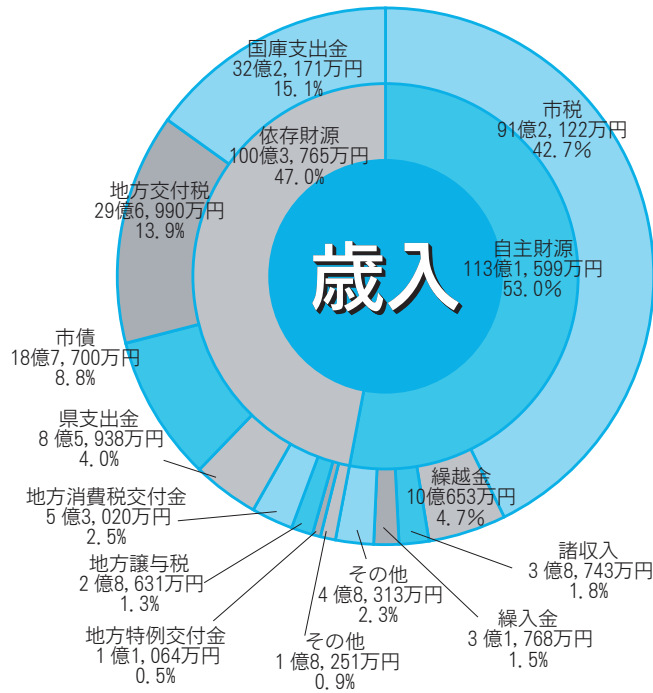 国庫支出金
32億2,171万円
15.1%
市税
91億2,122万円
42.7%
依存財源
100億3,765万円
47.0%
地方交付税
29億6,990万円
13.9%
自主財源
113億1,599万円
53.0%
歳入
市債
18億7,700万円
8.8%
県支出金
8億5,938万円
4.0%
繰越金
10億653万円
4.7%
地方消費税交付金
5億3,020万円
2.5%
諸収入
3億8,743万円
1.8%
地方譲与税
2億8,631万円
1.3%
その他
4億8,313万円
2.3%
繰入金
3億1,768万円
1.5%
地方特例交付金
1億1,064万円
0.5%
その他
1億8,251万円
0.9%